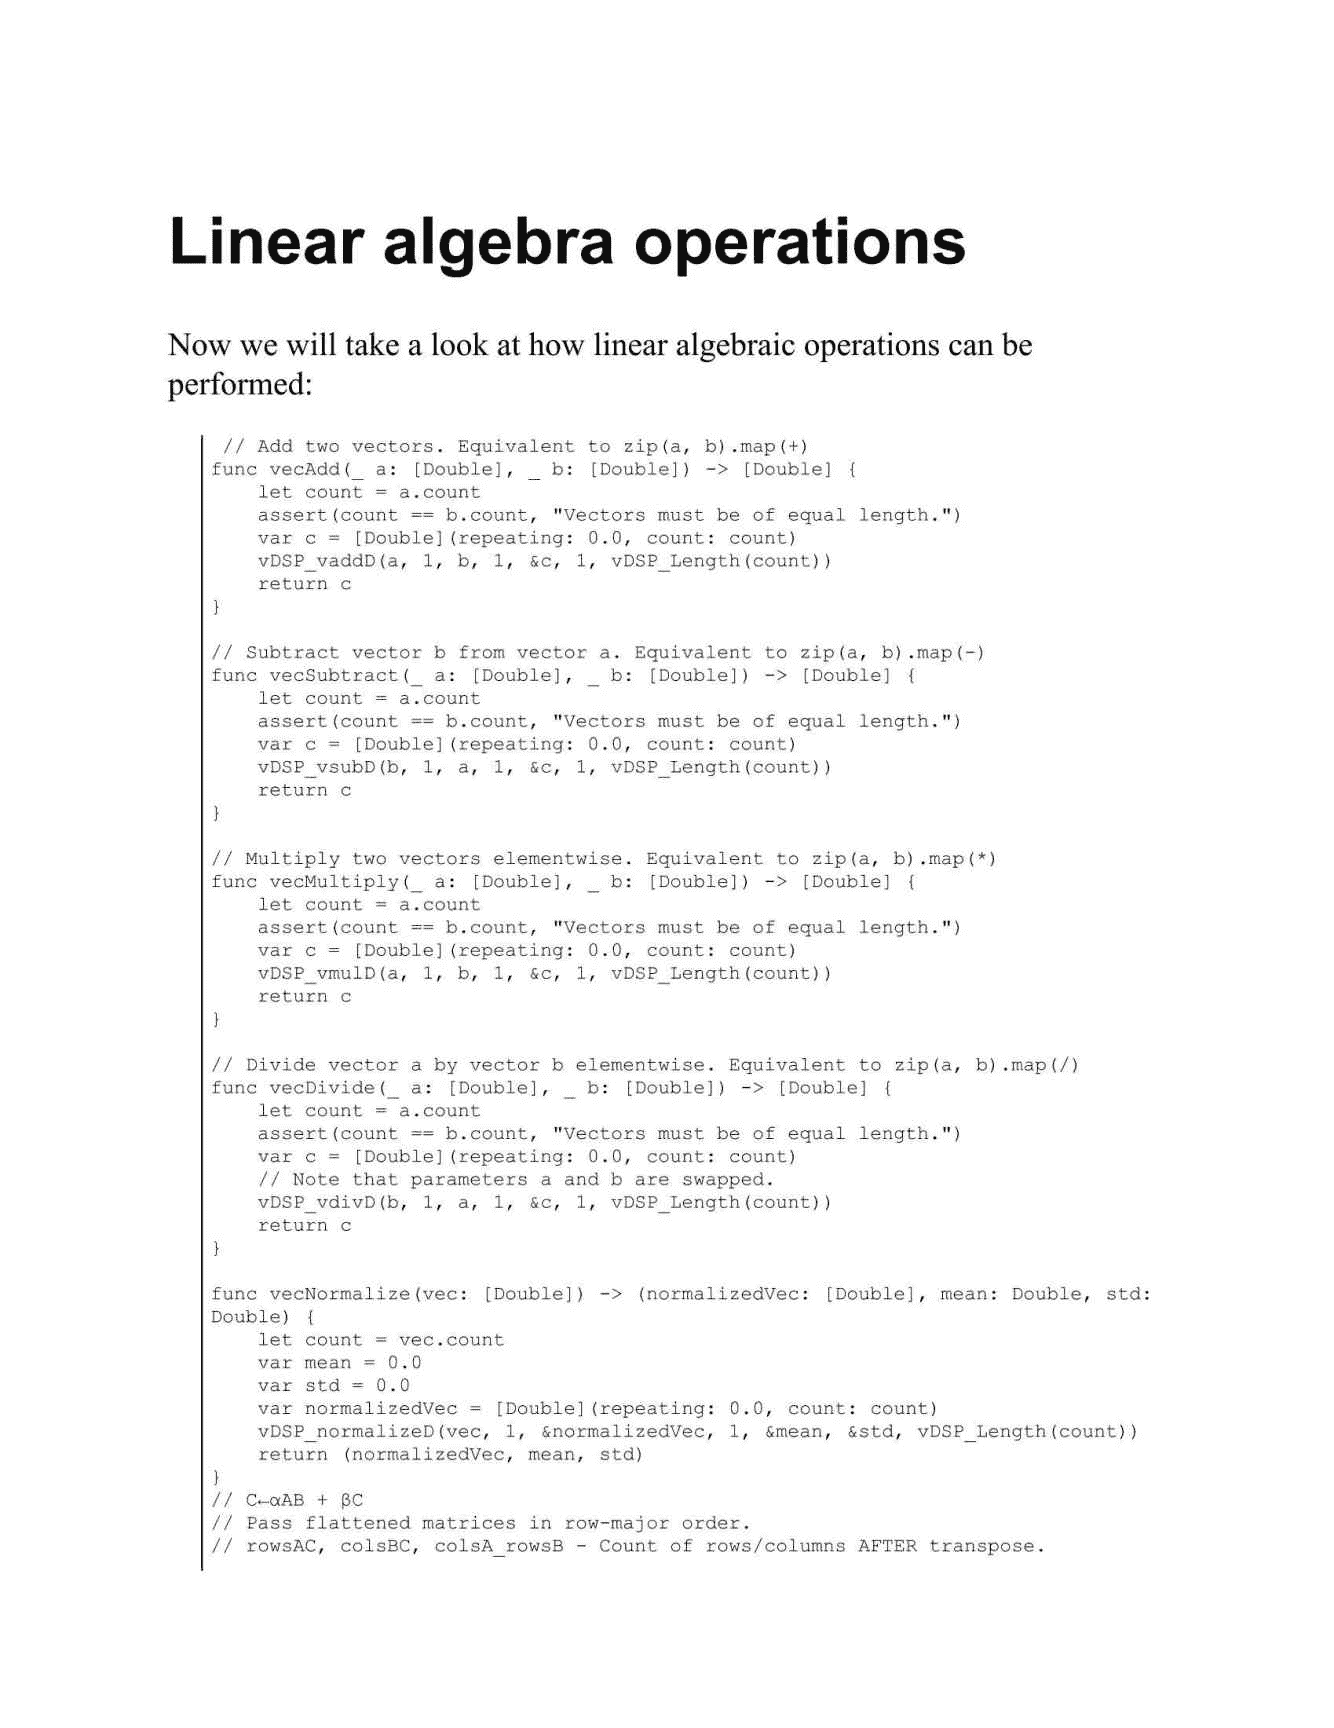 Linear algebra operations
Now we will take a look at how linear algebraic operations can be
performed:
// Add two vectors. Equivalent to zip(a, b).map(+)
func vecAdd(_ a: [Double], _ b: [Double]) -> [Double] {
    let count = a.count
    assert(count == b.count, "Vectors must be of equal length.")
    var c = [Double](repeating: 0.0, count: count)
    vDSP_vaddD(a, 1, b, 1, &c, 1, vDSP_Length(count))
    return c
}
// Subtract vector b from vector a. Equivalent to zip(a, b).map(-)
func vecSubtract(_ a: [Double], _ b: [Double]) -> [Double] {
    let count = a.count
    assert(count == b.count, "Vectors must be of equal length.")
    var c = [Double](repeating: 0.0, count: count)
    vDSP_vsubD(b, 1, a, 1, &c, 1, vDSP_Length(count))
    return c
}
// Multiply two vectors elementwise. Equivalent to zip(a, b).map(*)
func vecMultiply(_ a: [Double], _ b: [Double]) -> [Double] {
    let count = a.count
    assert(count == b.count, "Vectors must be of equal length.")
    var c = [Double](repeating: 0.0, count: count)
    vDSP_vmulD(a, 1, b, 1, &c, 1, vDSP_Length(count))
    return c
}
// Divide vector a by vector b elementwise. Equivalent to zip(a, b).map(/)
func vecDivide(_ a: [Double], _ b: [Double]) -> [Double] {
    let count = a.count
    assert(count == b.count, "Vectors must be of equal length.")
    var c = [Double](repeating: 0.0, count: count)
    // Note that parameters a and b are swapped.
    vDSP_vdivD(b, 1, a, 1, &c, 1, vDSP_Length(count))
    return c
}
func vecNormalize(vec: [Double]) -> (normalizedVec: [Double], mean: Double, std:
Double) {
    let count = vec.count
    var mean = 0.0
    var std = 0.0
    var normalizedVec = [Double](repeating: 0.0, count: count)
    vDSP_normalizeD(vec, 1, &normalizedVec, 1, &mean, &std, vDSP_Length(count))
    return (normalizedVec, mean, std)
}
// C←αAB + βC
// Pass flattened matrices in row-major order.
// rowsAC, colsBC, colsA_rowsB - Count of rows/columns AFTER transpose.